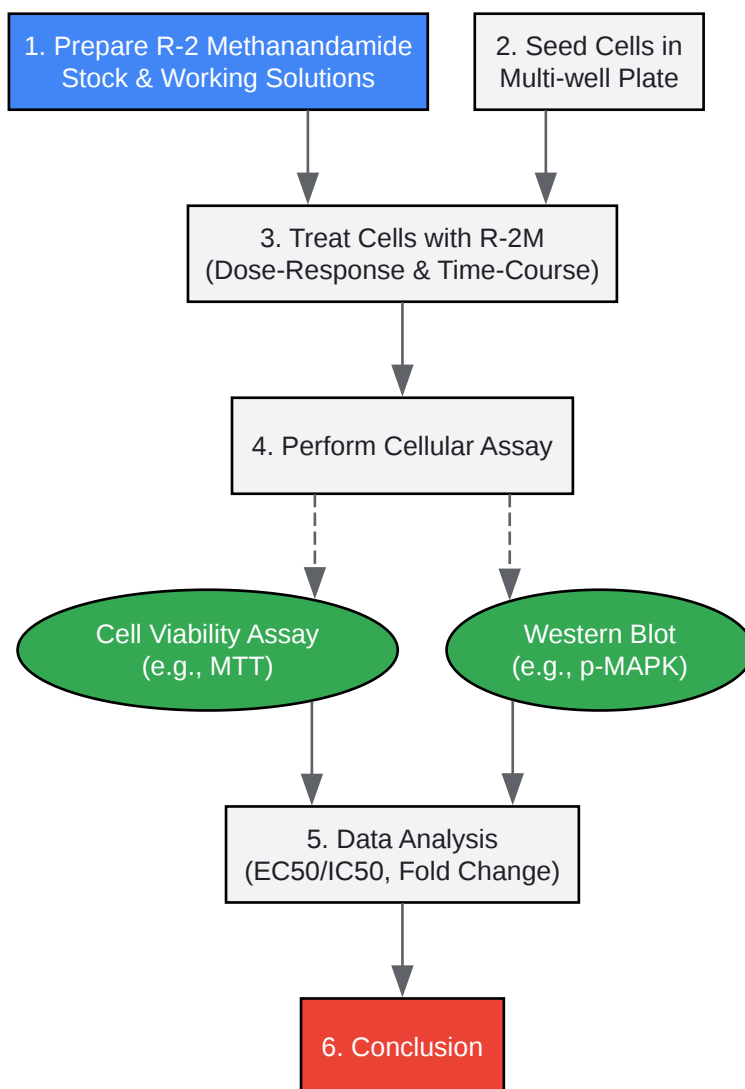 1. Prepare R-2 Methanandamide
Stock & Working Solutions
2. Seed Cells in
Multi-well Plate
3. Treat Cells with R-2M
(Dose-Response & Time-Course)
4. Perform Cellular Assay
Cell Viability Assay
(e.g., MTT)
Western Blot
(e.g., p-MAPK)
5. Data Analysis
(EC50/IC50, Fold Change)
6. Conclusion